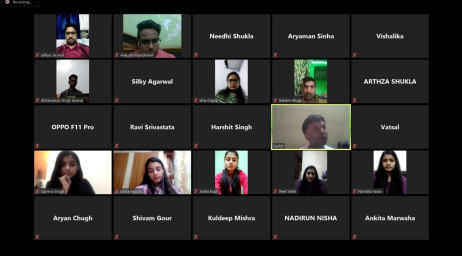 Recording...
Needhi Shukla
Aryaman Sinha
Vishalika
Silky Agarwal
ARTHZA SHUKLA
OPPO F11 Pro
Ravi Srivastata
Harshit Singh
Vatsal
Aryan Chugh
Shivam Gour
Kuldeep Mishra
NADIRUN NISHA
Ankita Marwaha